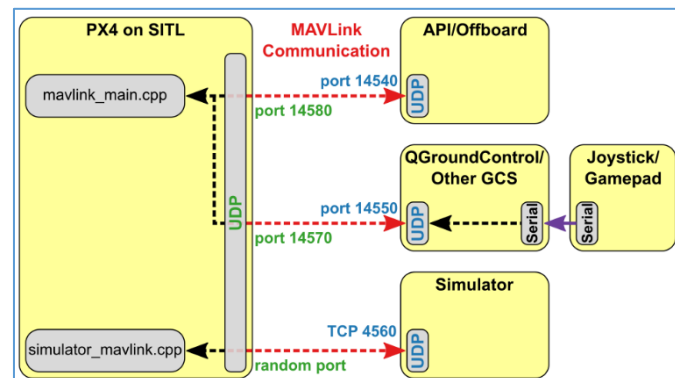 PX4 on SITL
MAVLink
Communication
API/Offboard
mavlink_main.cpp
port 14540
port 14580
UDP
QGroundControl/
Other GCS
Joystick/
Gamepad
UDP
port 14550
port 14570
UDP
Serial
Serial
Simulator
simulator_mavlink.cpp
TCP 4560
random port
UDP